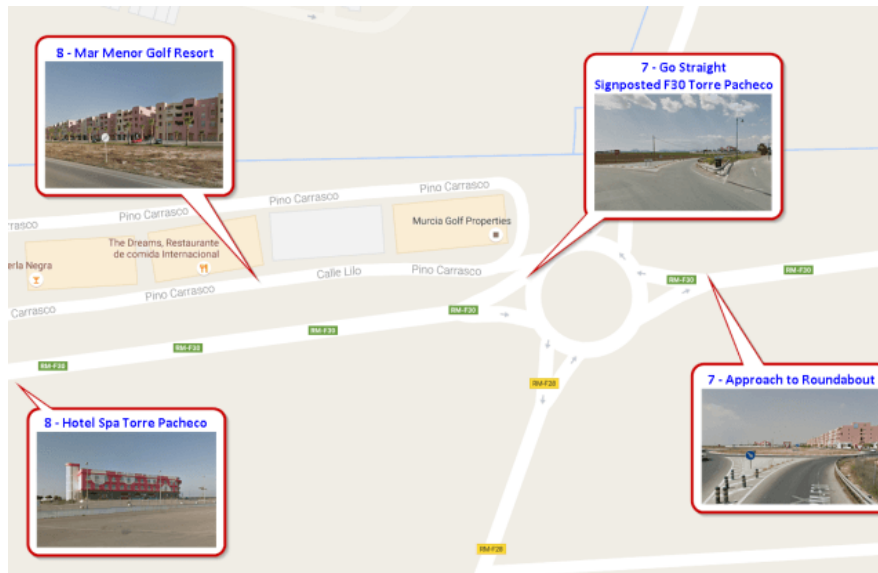 8 - Mar Menor Golf Resort
7 - Go Straight
Signposted F30 Torre Pacheco
Pino Carrasco
Pino Carrasco
Pino Carrasco
rrasco
Murcia Golf Properties
The Dreams, Restaurante
de comida Internacional
erla Negra
Calle Lilo
Pino Carrasco
Pino Carrasco
Carrasco
RM-F30
RM-F30
RM-F30
RM-F30
RM-F30
RM-F30
RM-F28
7 - Approach to Roundabout
8 - Hotel Spa Torre Pacheco
RM-F28